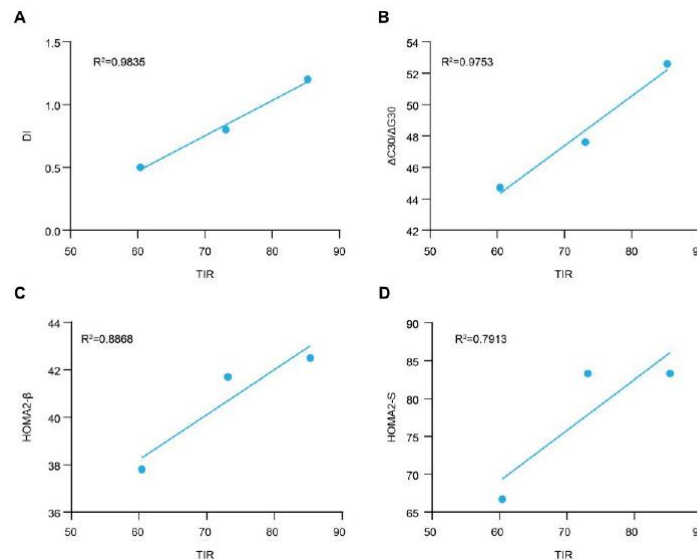 A
R²=0.9835
DI
1.5
1.0
0.5
0.0
50 60 70 80 90
TIR
B
R²=0.9753
ΔC30/ΔG30
54
52
50
48
46
44
42
50 60 70 80 90
TIR
C
R²=0.8868
HOMA2-β
44
42
40
38
36
50 60 70 80 90
TIR
D
R²=0.7913
HOMA2-S
90
85
80
75
70
65
50 60 70 80 90
TIR